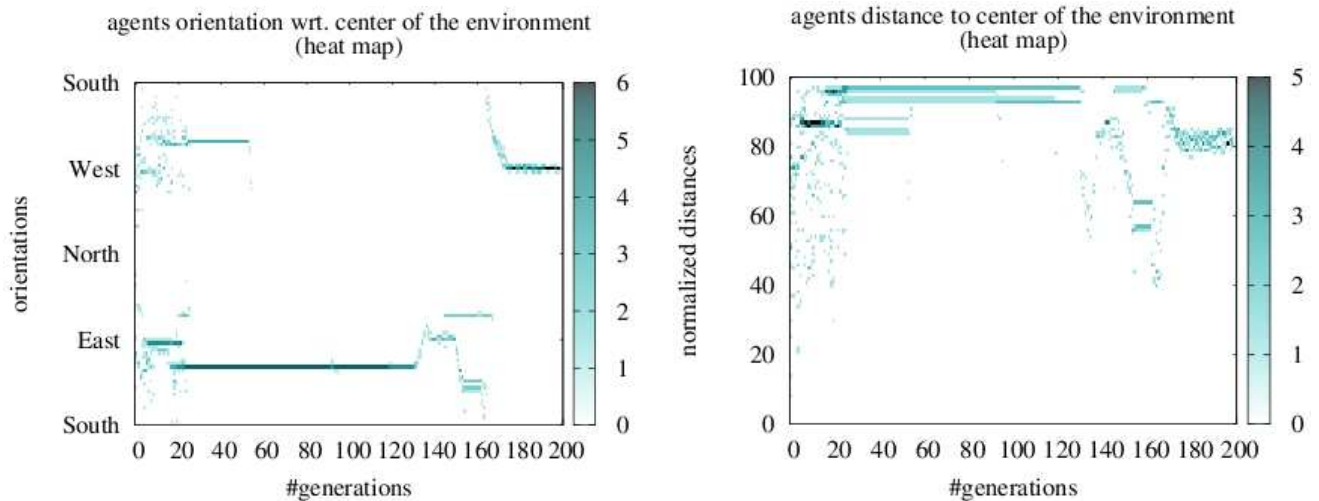 agents orientation wrt. center of the environment
(heat map)
South
West
North
East
South
orientations
0 20 40 60 80 100 120 140 160 180 200
#generations
6
5
4
3
2
1
0
agents distance to center of the environment
(heat map)
100
80
60
40
20
0
normalized distances
0 20 40 60 80 100 120 140 160 180 200
#generations
5
4
3
2
1
0